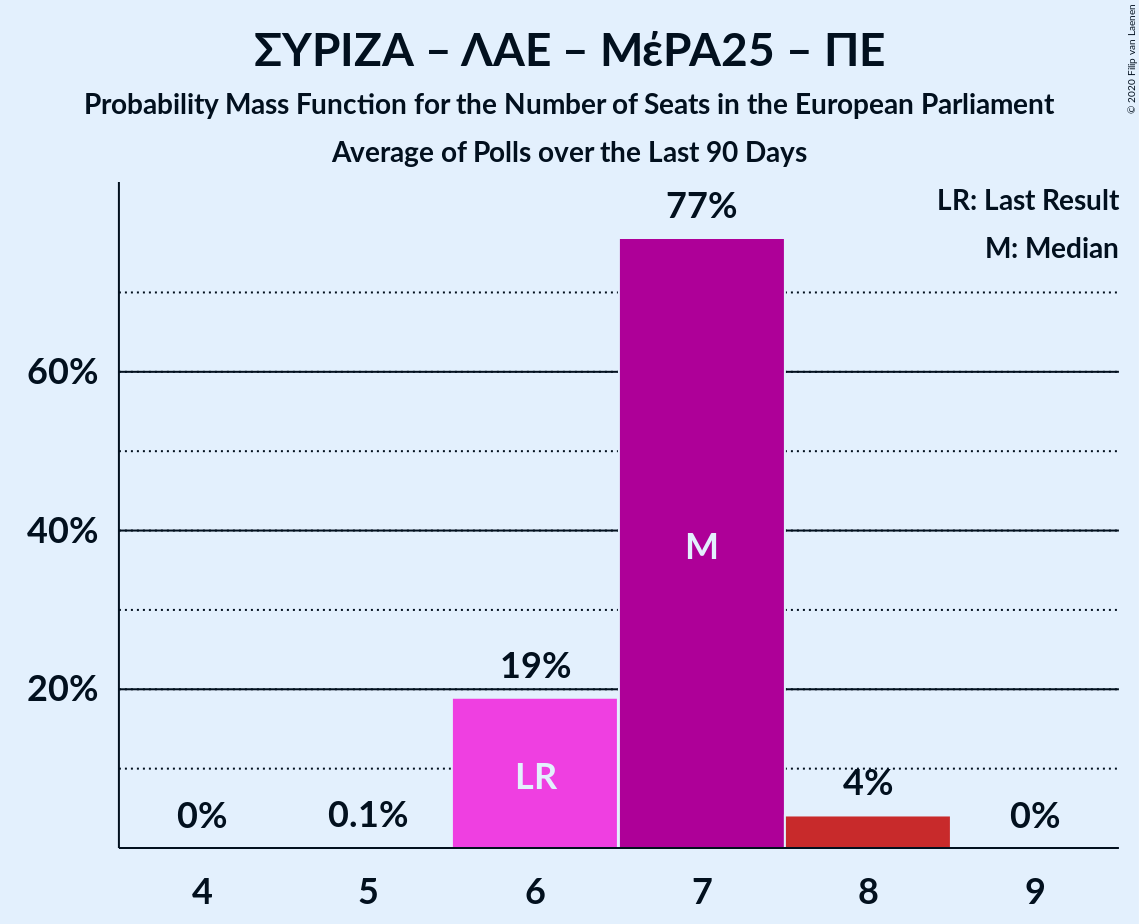 ΣΥΡΙΖΑ – ΛΑΕ – ΜέΡΑ25 – ΠΕ
Probability Mass Function for the Number of Seats in the European Parliament
Average of Polls over the Last 90 Days
© 2020 Filip van Laenen
LR: Last Result
M: Median
77%
60%
40%
M
19%
20%
LR
4%
0%
0.1%
0%
4
5
6
7
8
9